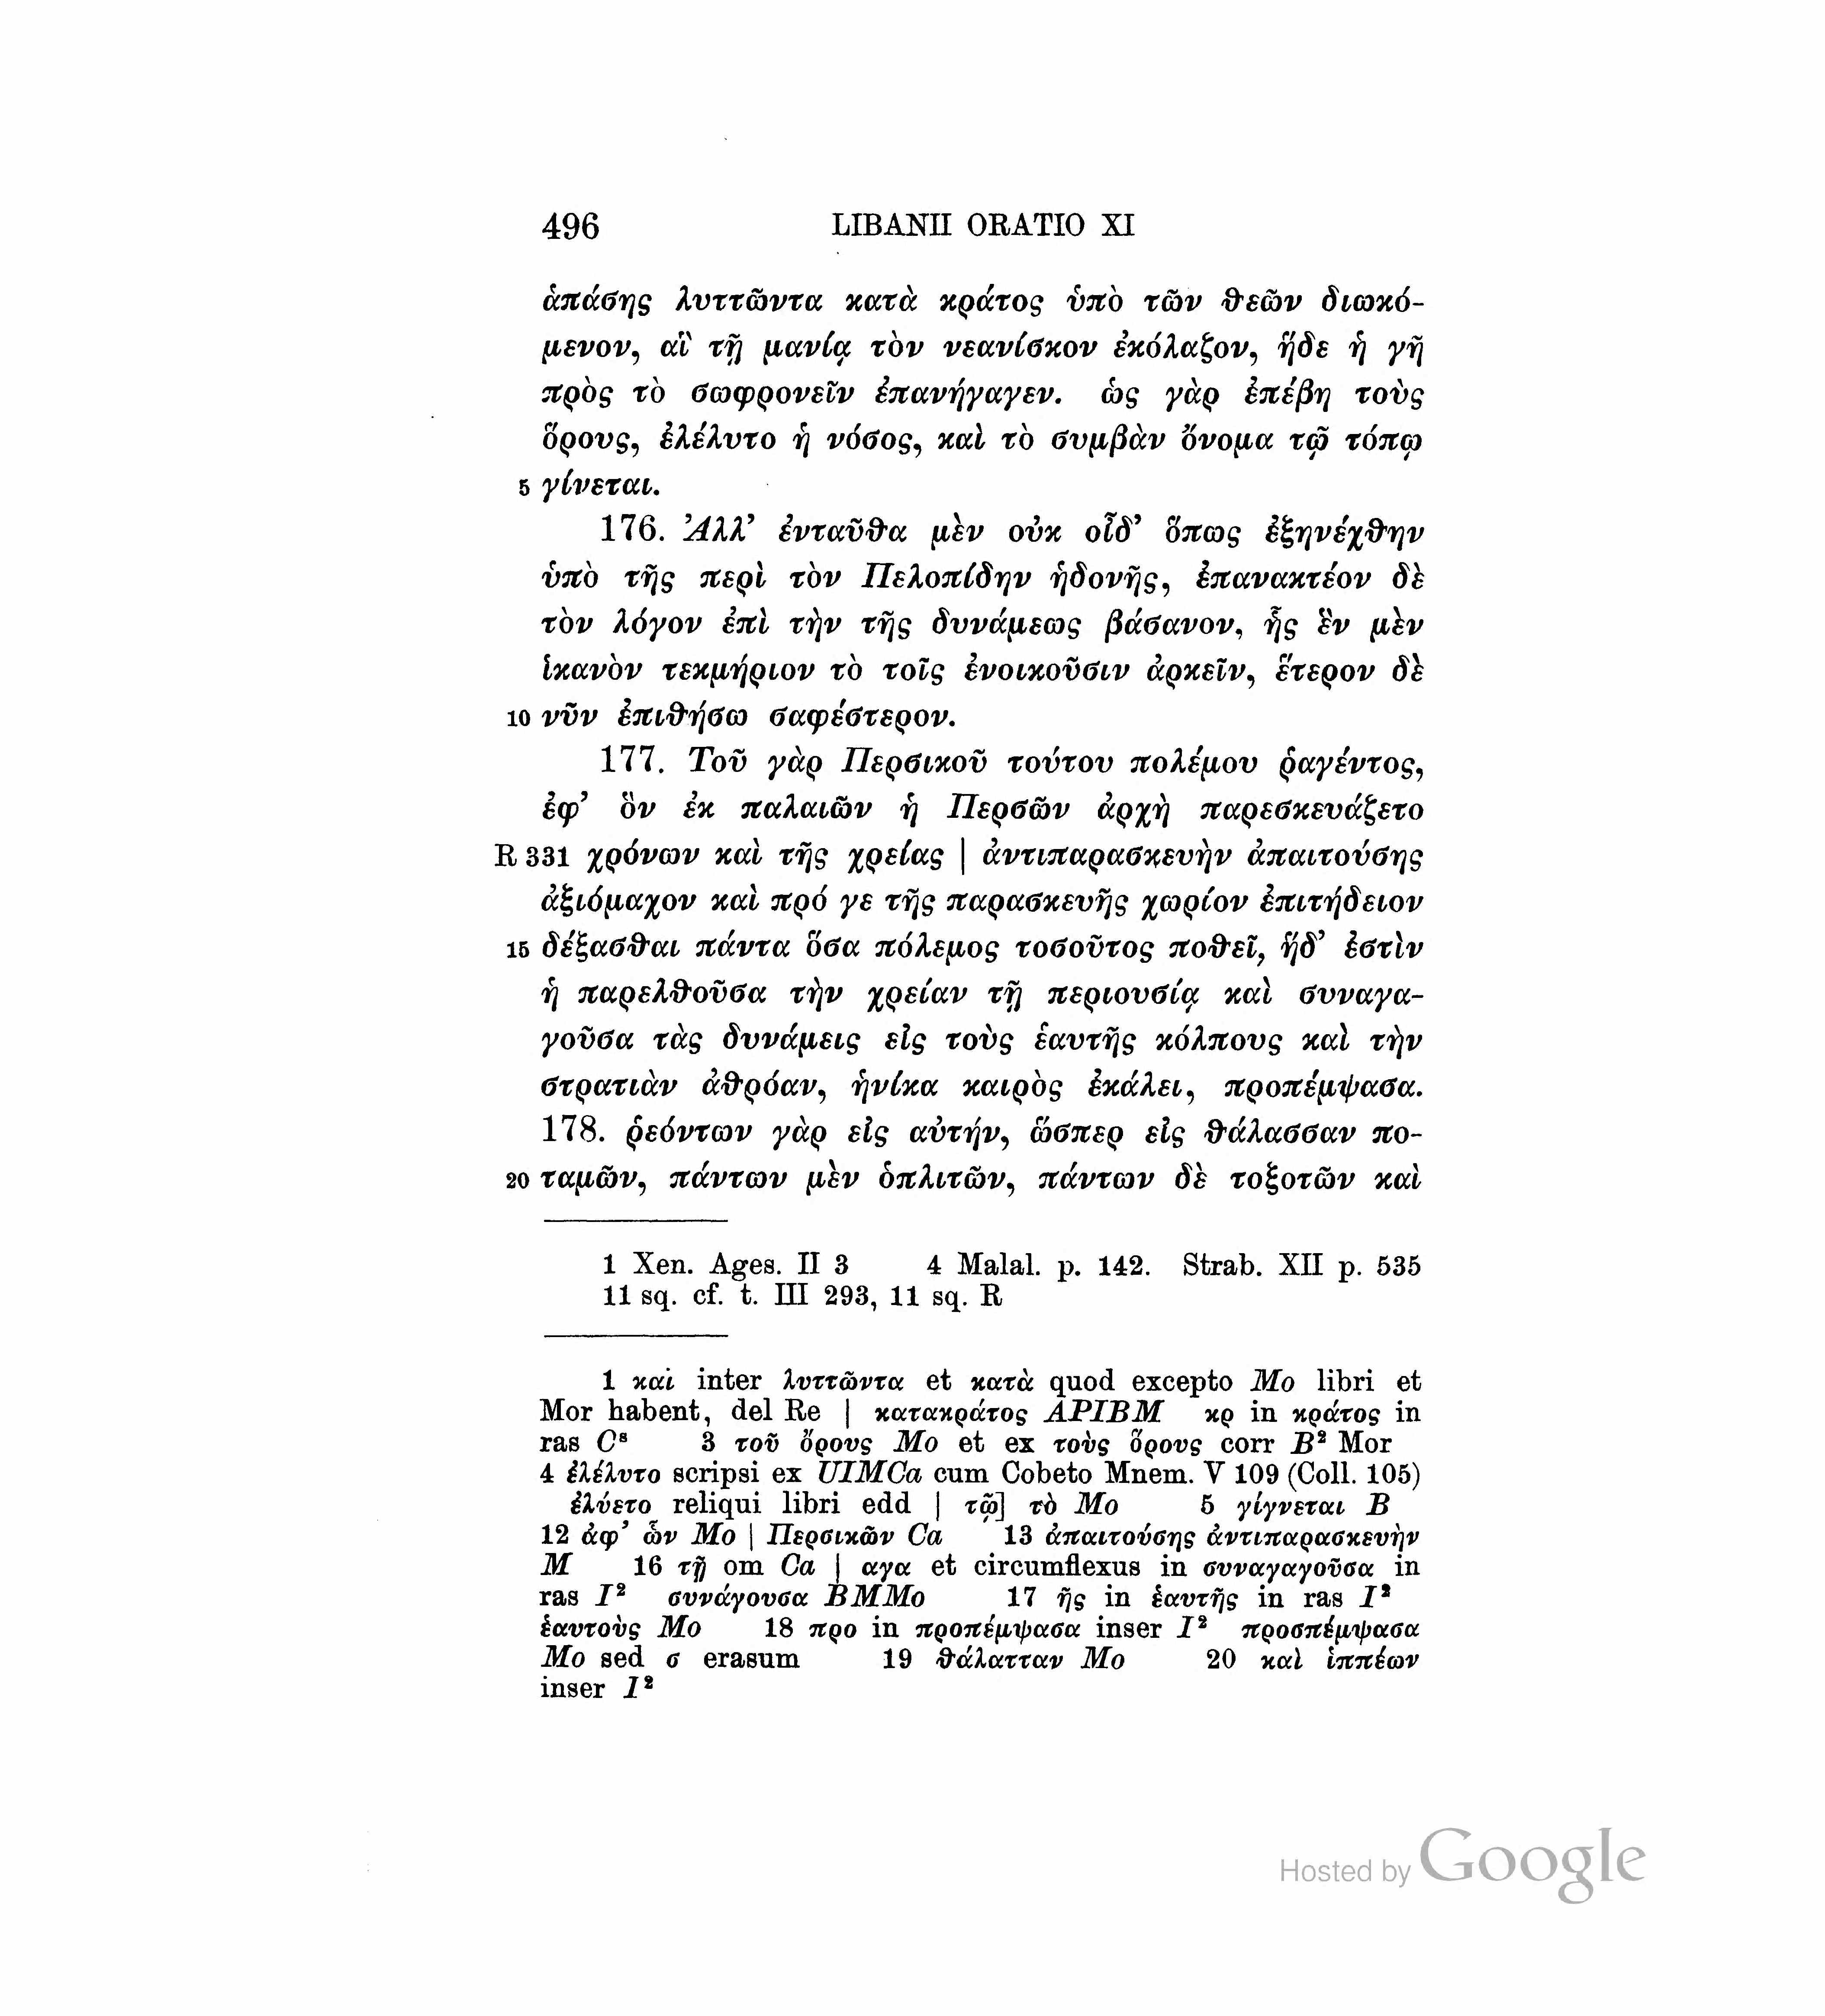 496 LIBANII ORATIO XI
ἁπάσης λυττῶντα κατὰ κράτος ὑπὸ τῶν θεῶν διωκό-
μενον, αἳ τῇ μανίᾳ τὸν νεανίσκον ἐκόλαζον, ἥδε ἡ γῆ
πρὸς τὸ σωφρονεῖν ἐπανήγαγεν. ὡς γὰρ ἐπέβη τοὺς
ὅρους, ἐλέλυτο ἡ νόσος, καὶ τὸ συμβὰν ὄνομα τῷ τόπῳ
5 γίνεται.
176. Ἀλλ’ ἐνταῦθα μὲν οὐκ οἶδ’ ὅπως ἐξηνέχθην
ὑπὸ τῆς περὶ τὸν Πελοπίδην ἡδονῆς, ἐπανακτέον δὲ
τὸν λόγον ἐπὶ τὴν τῆς δυνάμεως βάσανον, ἧς ἓν μὲν
ἱκανὸν τεκμήριον τὸ τοῖς ἐνοικοῦσιν ἀρκεῖν, ἕτερον δὲ
10 νῦν ἐπιθήσω σαφέστερον.
177. Τοῦ γὰρ Περσικοῦ τούτου πολέμου ῥαγέντος,
ἐφ’ ὃν ἐκ παλαιῶν ἡ Περσῶν ἀρχὴ παρεσκευάζετο
R 331 χρόνων καὶ τῆς χρείας | ἀντιπαρασκευὴν ἀπαιτούσης
ἀξιόμαχον καὶ πρό γε τῆς παρασκευῆς χωρίον ἐπιτήδειον
15 δέξασθαι πάντα ὅσα πόλεμος τοσοῦτος ποθεῖ, ἥδ’ ἐστὶν
ἡ παρελθοῦσα τὴν χρείαν τῇ περιουσίᾳ καὶ συναγα-
γοῦσα τὰς δυνάμεις εἰς τοὺς ἑαυτῆς κόλπους καὶ τὴν
στρατιὰν ἀθρόαν, ἡνίκα καιρὸς ἐκάλει, προπέμψασα.
178. ῥεόντων γὰρ εἰς αὐτήν, ὥσπερ εἰς θάλασσαν πο-
20 ταμῶν, πάντων μὲν ὁπλιτῶν, πάντων δὲ τοξοτῶν καὶ
1 Xen. Ages. II 3 4 Malal. p. 142. Strab. XII p. 535
11 sq. cf. t. III 293, 11 sq. R
1 καὶ inter λυττῶντα et κατὰ quod excepto Mo libri et
Mor habent, del Re | κατακράτος APIBM κρ in κράτος in
ras C⁸ 3 τοῦ ὄρους Mo et ex τοὺς ὅρους corr B² Mor
4 ἐλέλυτο scripsi ex UIMCa cum Cobeto Mnem. V 109 (Coll. 105)
ἐλύετο reliqui libri edd | τῷ] τὸ Mo 5 γίγνεται B
12 ἀφ’ ὧν Mo | Περσικῶν Ca 13 ἀπαιτούσης ἀντιπαρασκευὴν
M 16 τῇ om Ca | αγα et circumflexus in συναγαγοῦσα in
ras I² συνάγουσα BMMo 17 ῆς in ἑαυτῆς in ras I²
ἑαυτοὺς Mo 18 προ in προπέμψασα inser I² προσπέμψασα
Mo sed σ erasum 19 θάλατταν Mo 20 καὶ ἱππέων
inser I²
Hosted by Google